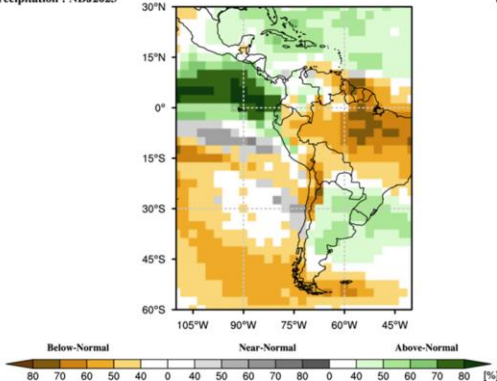 recipitation : NDJ2023
30°N
15°N
0°
15°S
30°S
45°S
60°S
105°W 90°W 75°W 60°W 45°W
Below-Normal Near-Normal Above-Normal
80 70 60 50 40 0 40 50 60 70 80 0 40 50 60 70 80 [%]